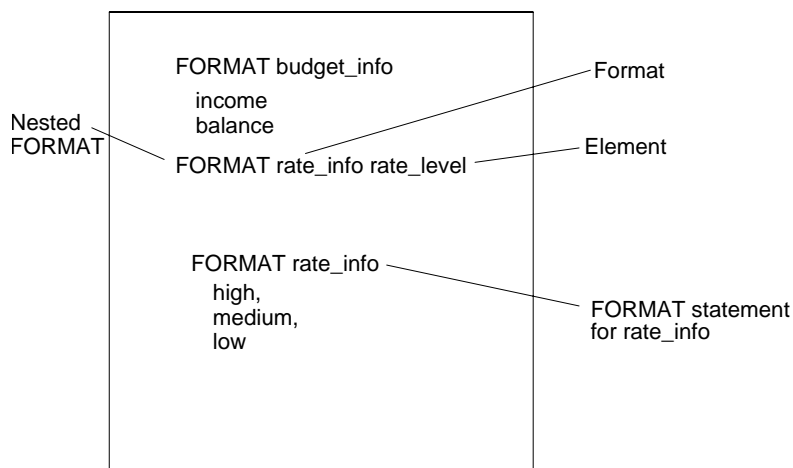 FORMAT budget_info
Format
income
balance
Nested
FORMAT
FORMAT rate_info rate_level
Element
FORMAT rate_info
high,
medium,
low
FORMAT statement
for rate_info